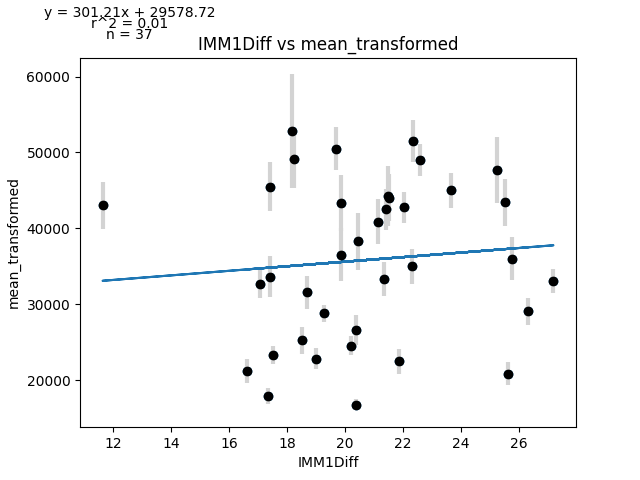 y = 301.21x + 29578.72
r^2 = 0.01
n = 37
IMM1Diff vs mean_transformed
60000
50000
40000
30000
20000
mean_transformed
12 14 16 18 20 22 24 26
IMM1Diff